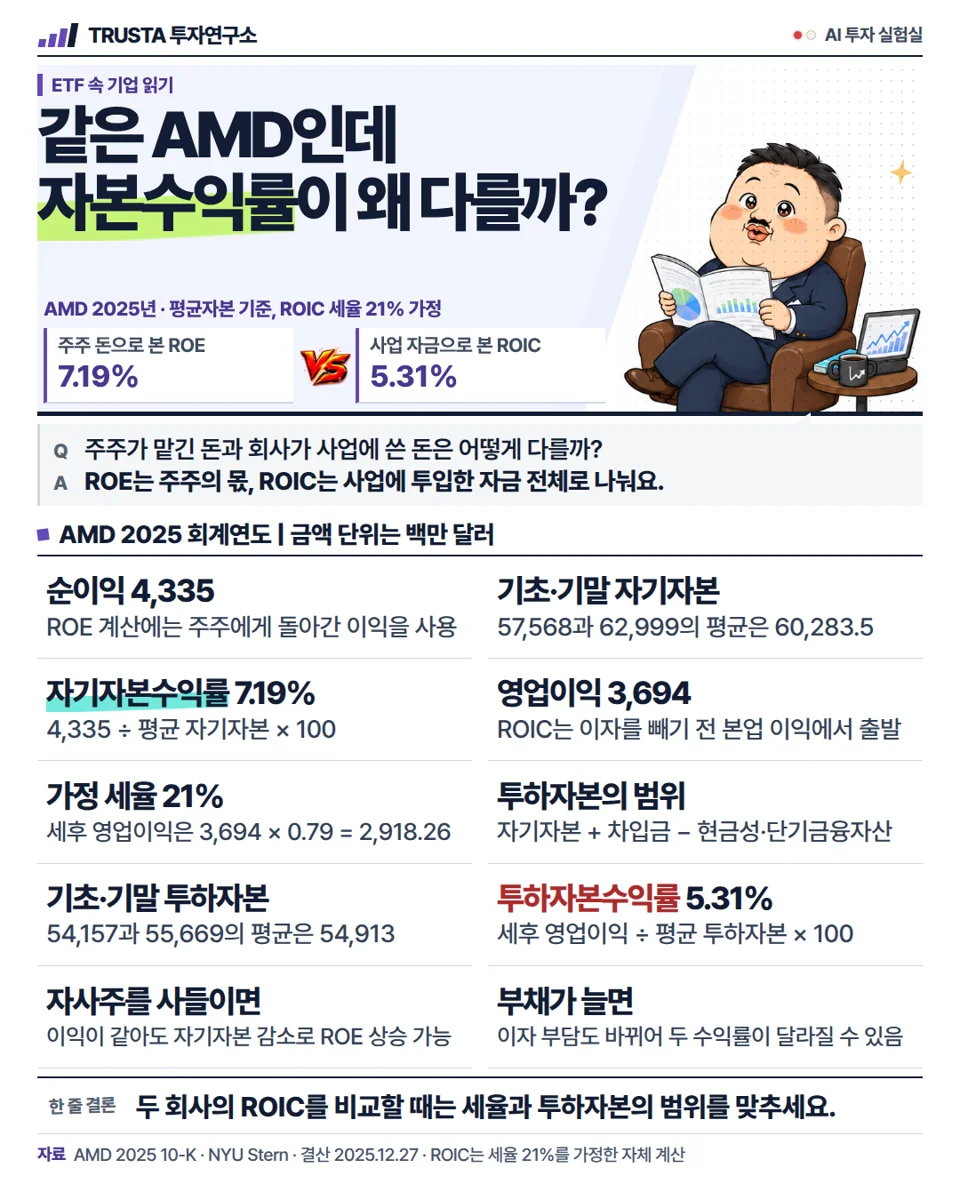 TRUSTA 투자연구소
AI 투자 실험실
ETF 속 기업 읽기
같은 AMD인데
자본수익률이 왜 다를까?
AMD 2025년 · 평균자본 기준, ROIC 세율 21% 가정
주주 돈으로 본 ROE
7.19%
VS
사업 자금으로 본 ROIC
5.31%
Q 주주가 맡긴 돈과 회사가 사업에 쓴 돈은 어떻게 다를까?
A ROE는 주주의 몫, ROIC는 사업에 투입한 자금 전체로 나눠요.
AMD 2025 회계연도 | 금액 단위는 백만 달러
순이익 4,335
ROE 계산에는 주주에게 돌아간 이익을 사용
기초·기말 자기자본
57,568과 62,999의 평균은 60,283.5
자기자본수익률 7.19%
4,335 ÷ 평균 자기자본 × 100
영업이익 3,694
ROIC는 이자를 빼기 전 본업 이익에서 출발
가정 세율 21%
세후 영업이익은 3,694 × 0.79 = 2,918.26
투하자본의 범위
자기자본 + 차입금 − 현금성·단기금융자산
기초·기말 투하자본
54,157과 55,669의 평균은 54,913
투하자본수익률 5.31%
세후 영업이익 ÷ 평균 투하자본 × 100
자사주를 사들이면
이익이 같아도 자기자본 감소로 ROE 상승 가능
부채가 늘면
이자 부담도 바뀌어 두 수익률이 달라질 수 있음
한 줄 결론 두 회사의 ROIC를 비교할 때는 세율과 투하자본의 범위를 맞추세요.
자료 AMD 2025 10-K · NYU Stern · 결산 2025.12.27 · ROIC는 세율 21%를 가정한 자체 계산